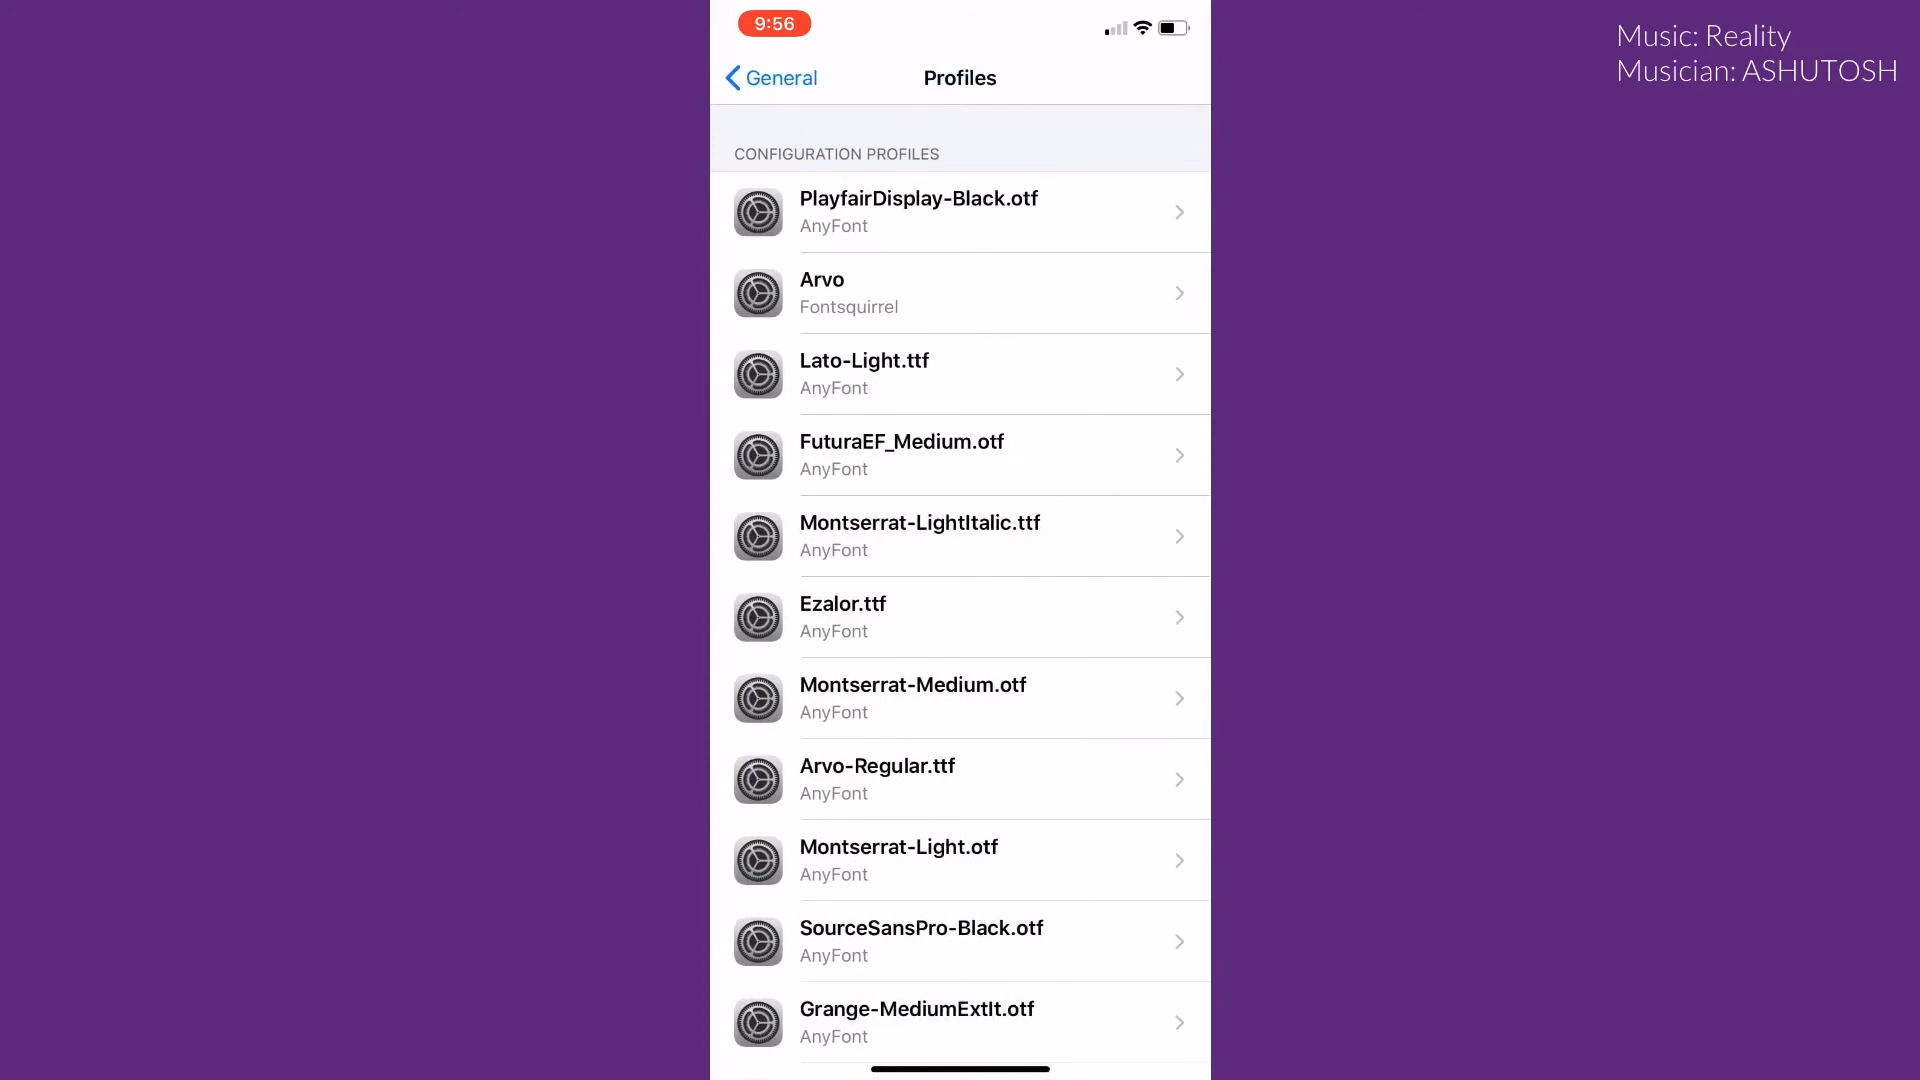 9:56
Music: Reality
Musician: ASHUTOSH
General
Profiles
CONFIGURATION PROFILES
PlayfairDisplay-Black.otf
AnyFont
Arvo
Fontsquirrel
Lato-Light.ttf
AnyFont
FuturaEF_Medium.otf
AnyFont
Montserrat-LightItalic.ttf
AnyFont
Ezalor.ttf
AnyFont
Montserrat-Medium.otf
AnyFont
Arvo-Regular.ttf
AnyFont
Montserrat-Light.otf
AnyFont
SourceSansPro-Black.otf
AnyFont
Grange-MediumExtIt.otf
AnyFont